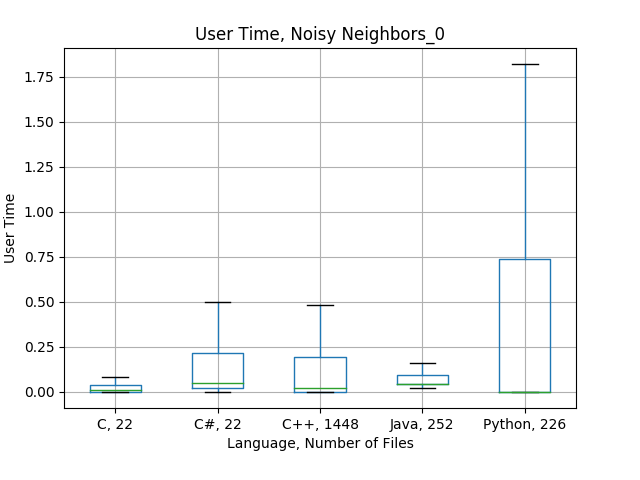 User Time, Noisy Neighbors_0
1.75
1.50
1.25
1.00
0.75
0.50
0.25
0.00
User Time
C, 22
C#, 22
C++, 1448
Java, 252
Python, 226
Language, Number of Files